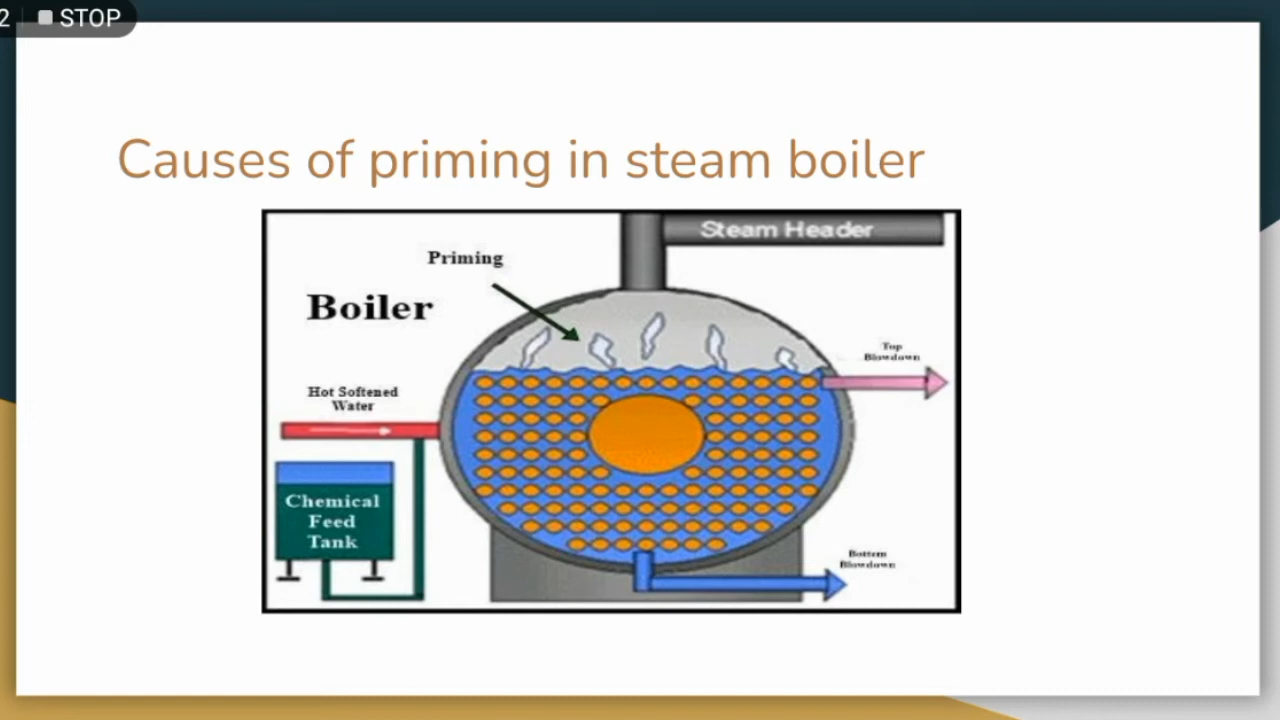 2 STOP
Causes of priming in steam boiler
Steam Header
Priming
Boiler
Top
Blowdown
Hot Softened
Water
Chemical
Feed
Tank
Bottom
Blowdown